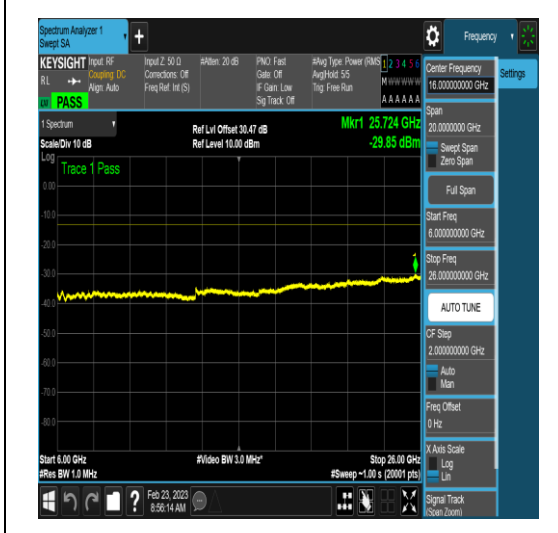 Spectrum Analyzer 1
Swept SA
Frequency
KEYSIGHT
RL
Input: RF
Coupling: DC
Align: Auto
Input Z: 50 Ω
Corrections: Off
Freq Ref: Int (S)
#Atten: 20 dB
PNO: Fast
Gate: Off
IF Gain: Low
Sig Track: Off
#Avg Type: Power (RMS
Avg|Hold: 5/5
Trig: Free Run
1 2 3 4 5 6
M W W W W W
A A A A A A
PASS
1 Spectrum
Scale/Div 10 dB
Ref Lvl Offset 30.47 dB
Ref Level 10.00 dBm
Mkr1 25.724 GHz
-29.85 dBm
Log
Trace 1 Pass
1
0.00
-10.0
-20.0
-30.0
-40.0
-50.0
-60.0
-70.0
-80.0
Start 6.00 GHz
#Res BW 1.0 MHz
#Video BW 3.0 MHz*
Stop 26.00 GHz
#Sweep ~1.00 s (20001 pts)
Feb 23, 2023
8:56:14 AM
?
Center Frequency
16.000000000 GHz
Settings
Span
20.0000000 GHz
Swept Span
Zero Span
Full Span
Start Freq
6.000000000 GHz
Stop Freq
26.000000000 GHz
AUTO TUNE
CF Step
2.000000000 GHz
Auto
Man
Freq Offset
0 Hz
X Axis Scale
Log
Lin
Signal Track
(Span Zoom)